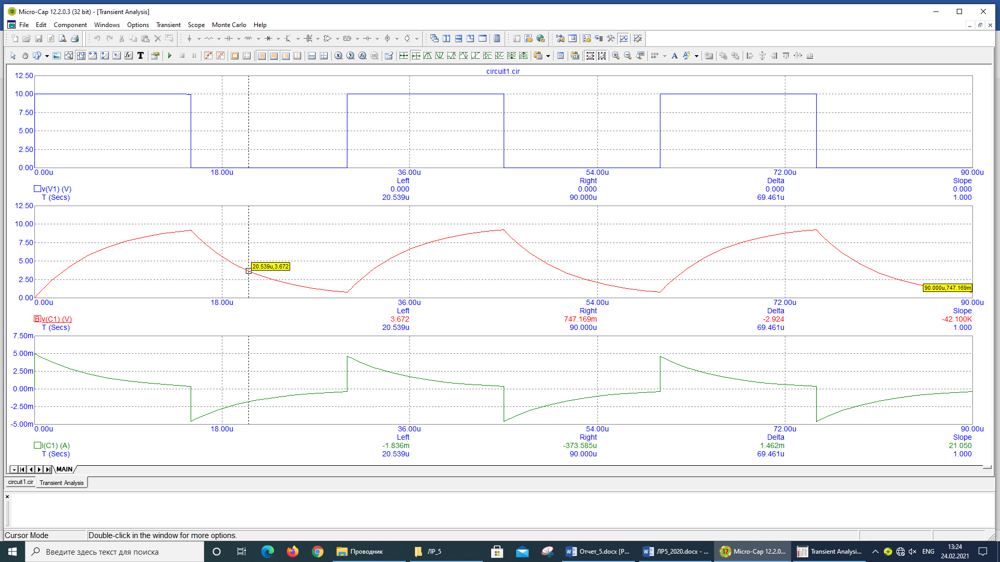 Micro-Cap 12.2.0.3 (32 bit) - [Transient Analysis]
File Edit Component Windows Options Transient Scope Monte Carlo Help
circuit1.cir
12.50
10.00
7.50
5.00
2.50
0.00
0.00u 18.00u 36.00u 54.00u 72.00u 90.00u
Left Right Delta Slope
v(V1) (V) 0.000 0.000 0.000 0.000
T (Secs) 20.539u 90.000u 69.461u 1.000
12.50
10.00
7.50
5.00
20.539u,3.672
2.50
90.000u,747.169m
0.00
0.00u 18.00u 36.00u 54.00u 72.00u 90.00u
Left Right Delta Slope
B v(C1) (V) 3.672 747.169m -2.924 -42.100K
T (Secs) 20.539u 90.000u 69.461u 1.000
7.50m
5.00m
2.50m
0.00m
-2.50m
-5.00m
0.00u 18.00u 36.00u 54.00u 72.00u 90.00u
Left Right Delta Slope
I(C1) (A) -1.836m -373.585u 1.462m 21.050
T (Secs) 20.539u 90.000u 69.461u 1.000
MAIN
circuit1.cir Transient Analysis
Cursor Mode Double-click in the window for more options.
Введите здесь текст для поиска
Проводник
ЛР_5
Отчет_5.docx [P...
ЛР5_2020.docx - ...
Micro-Cap 12.2.0...
Transient Analysi...
ENG
13:24
24.02.2021